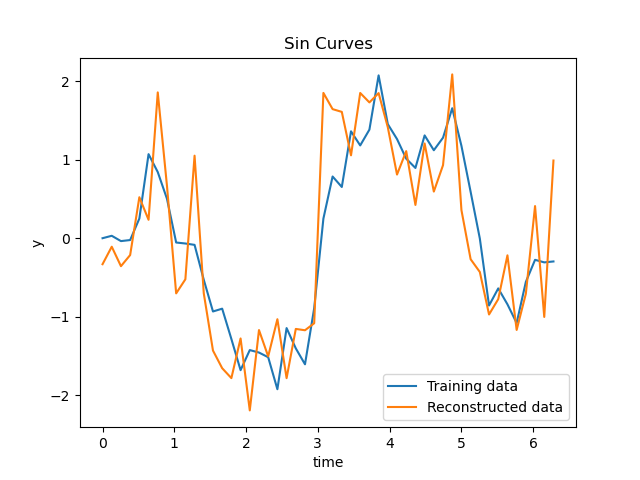 Sin Curves
y
2
1
0
−1
−2
0 1 2 3 4 5 6
time
Training data
Reconstructed data